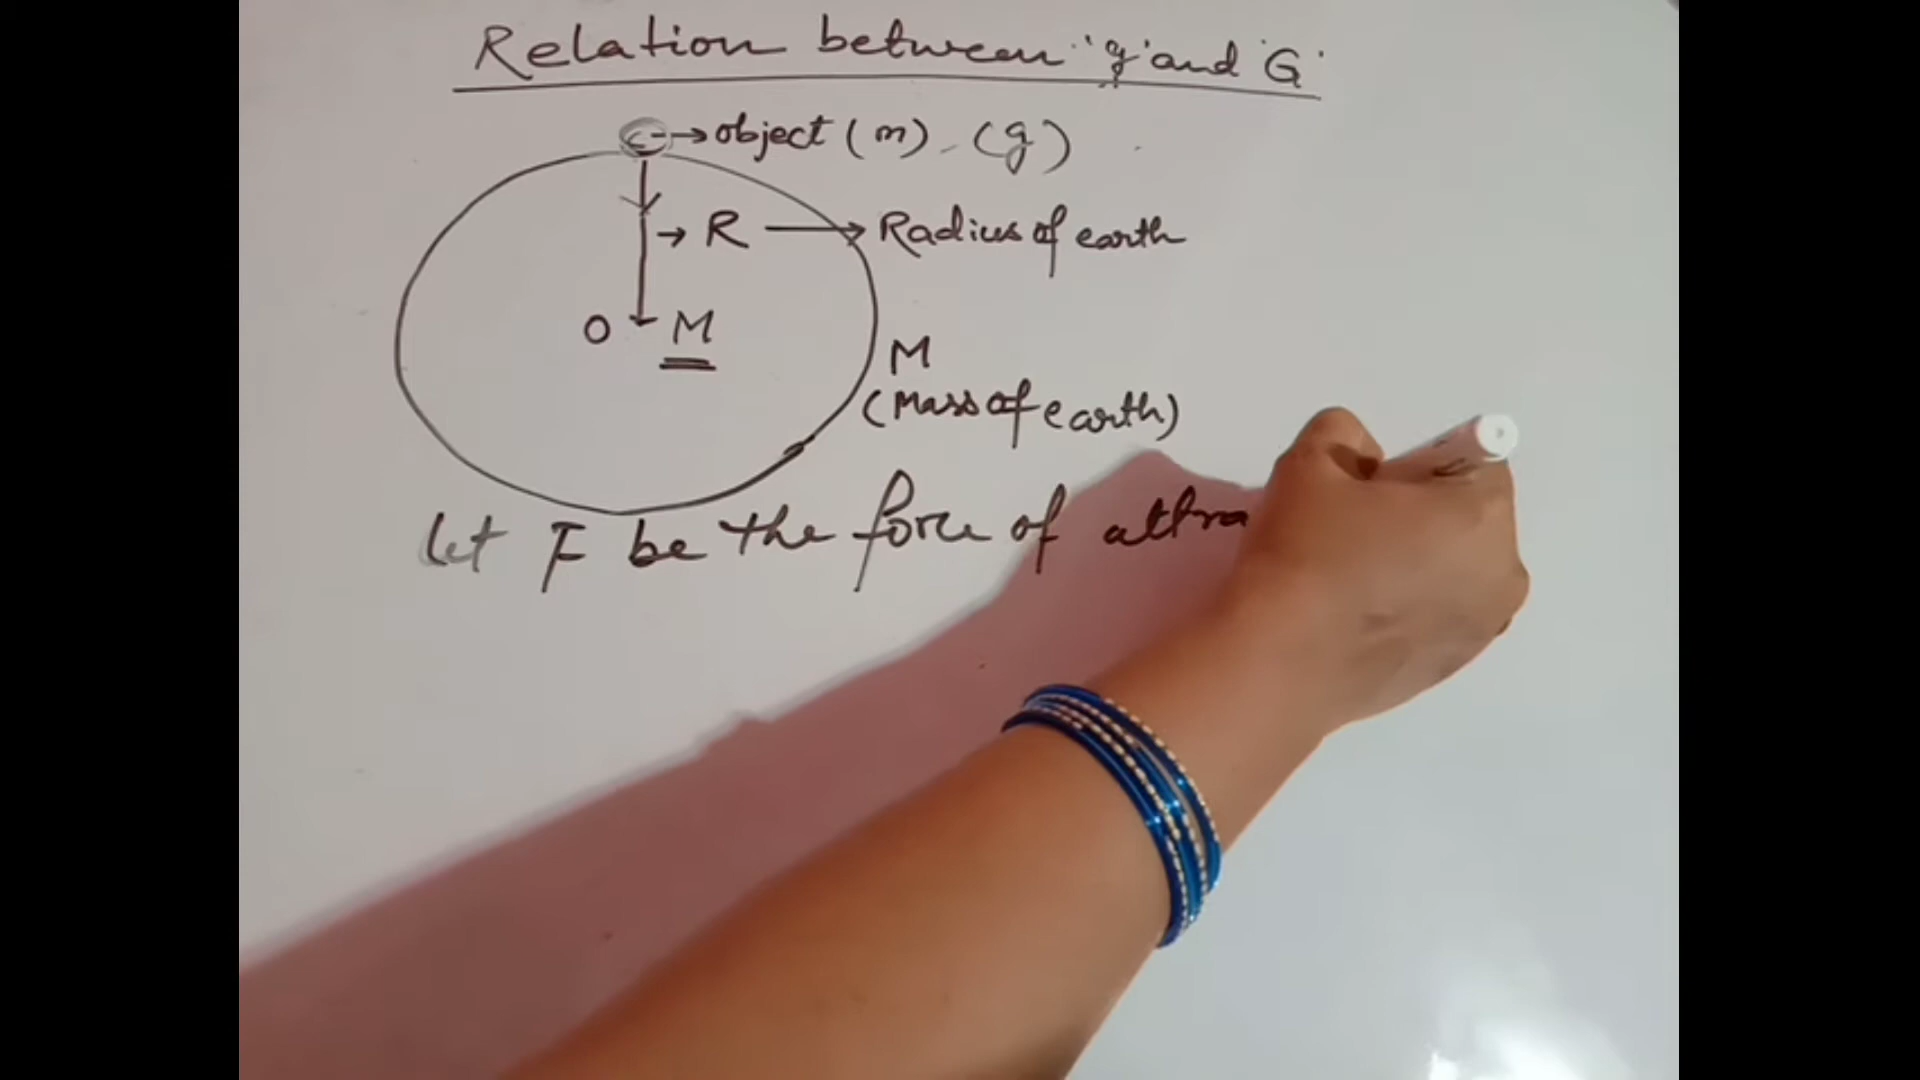 Relation between 'g' and 'G'
→ object (m) - (g)
→ R → Radius of earth
O M
M
(Mass of earth)
Let F be the force of attra